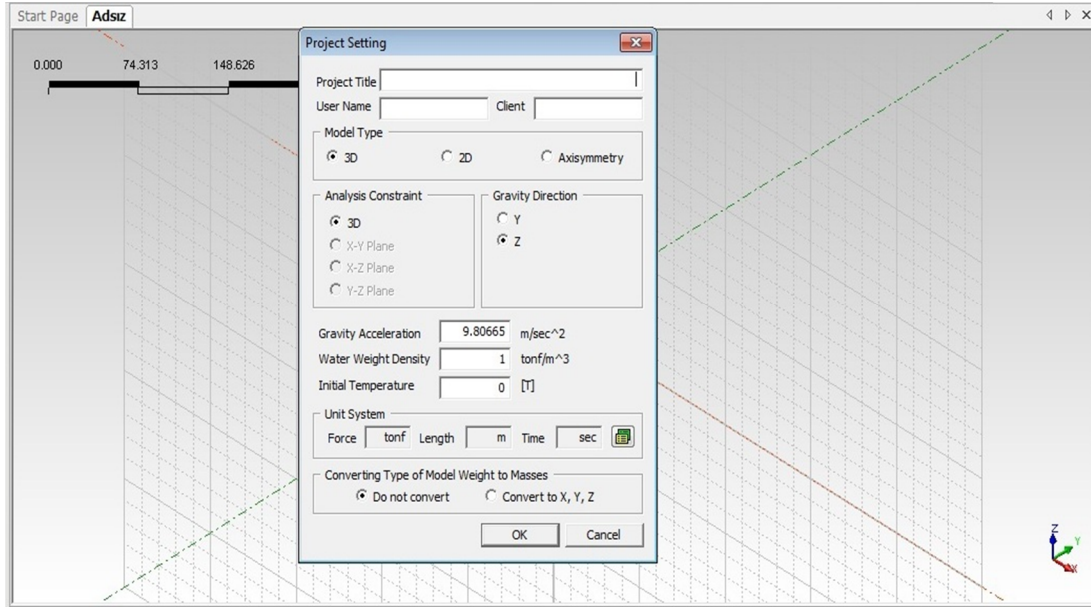 Start Page Adsız
0.000 74.313 148.626
Project Setting
Project Title
User Name Client
Model Type
3D 2D Axisymmetry
Analysis Constraint Gravity Direction
3D Y
X-Y Plane Z
X-Z Plane
Y-Z Plane
Gravity Acceleration 9.80665 m/sec^2
Water Weight Density 1 tonf/m^3
Initial Temperature 0 [T]
Unit System
Force tonf Length m Time sec
Converting Type of Model Weight to Masses
Do not convert Convert to X, Y, Z
OK Cancel
Z
Y
X